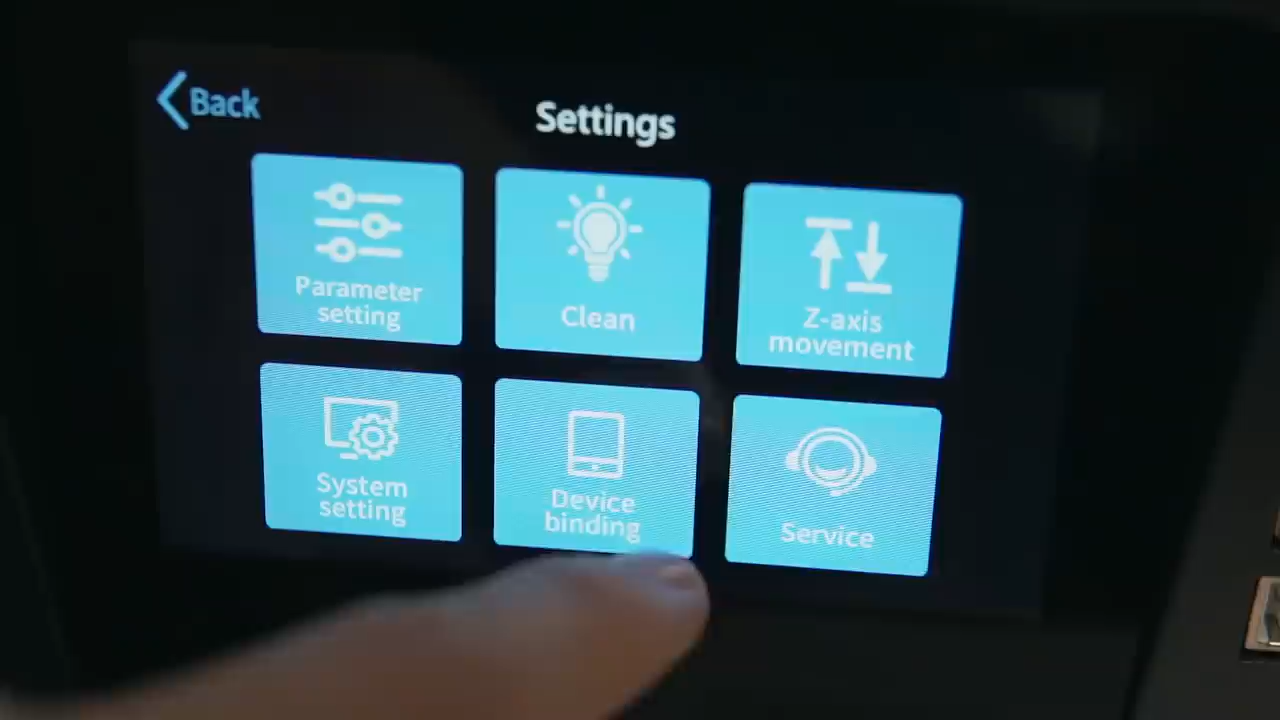 Back
Settings
Parameter
setting
Clean
Z-axis
movement
System
setting
Device
binding
Service